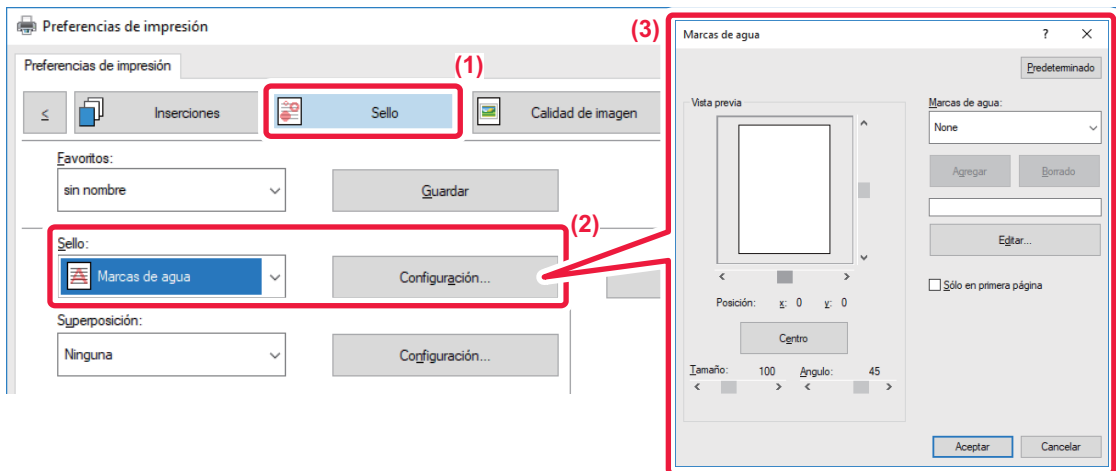 Preferencias de impresión
Preferencias de impresión
(1)
≤
Inserciones
Sello
Calidad de imagen
Favoritos:
sin nombre
Guardar
(2)
Sello:
Marcas de agua
Configuración...
Superposición:
Ninguna
Configuración...
(3)
Marcas de agua
? ×
Predeterminado
Vista previa
Marcas de agua:
None
Agregar
Borrado
Editar...
Sólo en primera página
Posición: x: 0 y: 0
Centro
Tamaño: 100 Angulo: 45
Aceptar
Cancelar